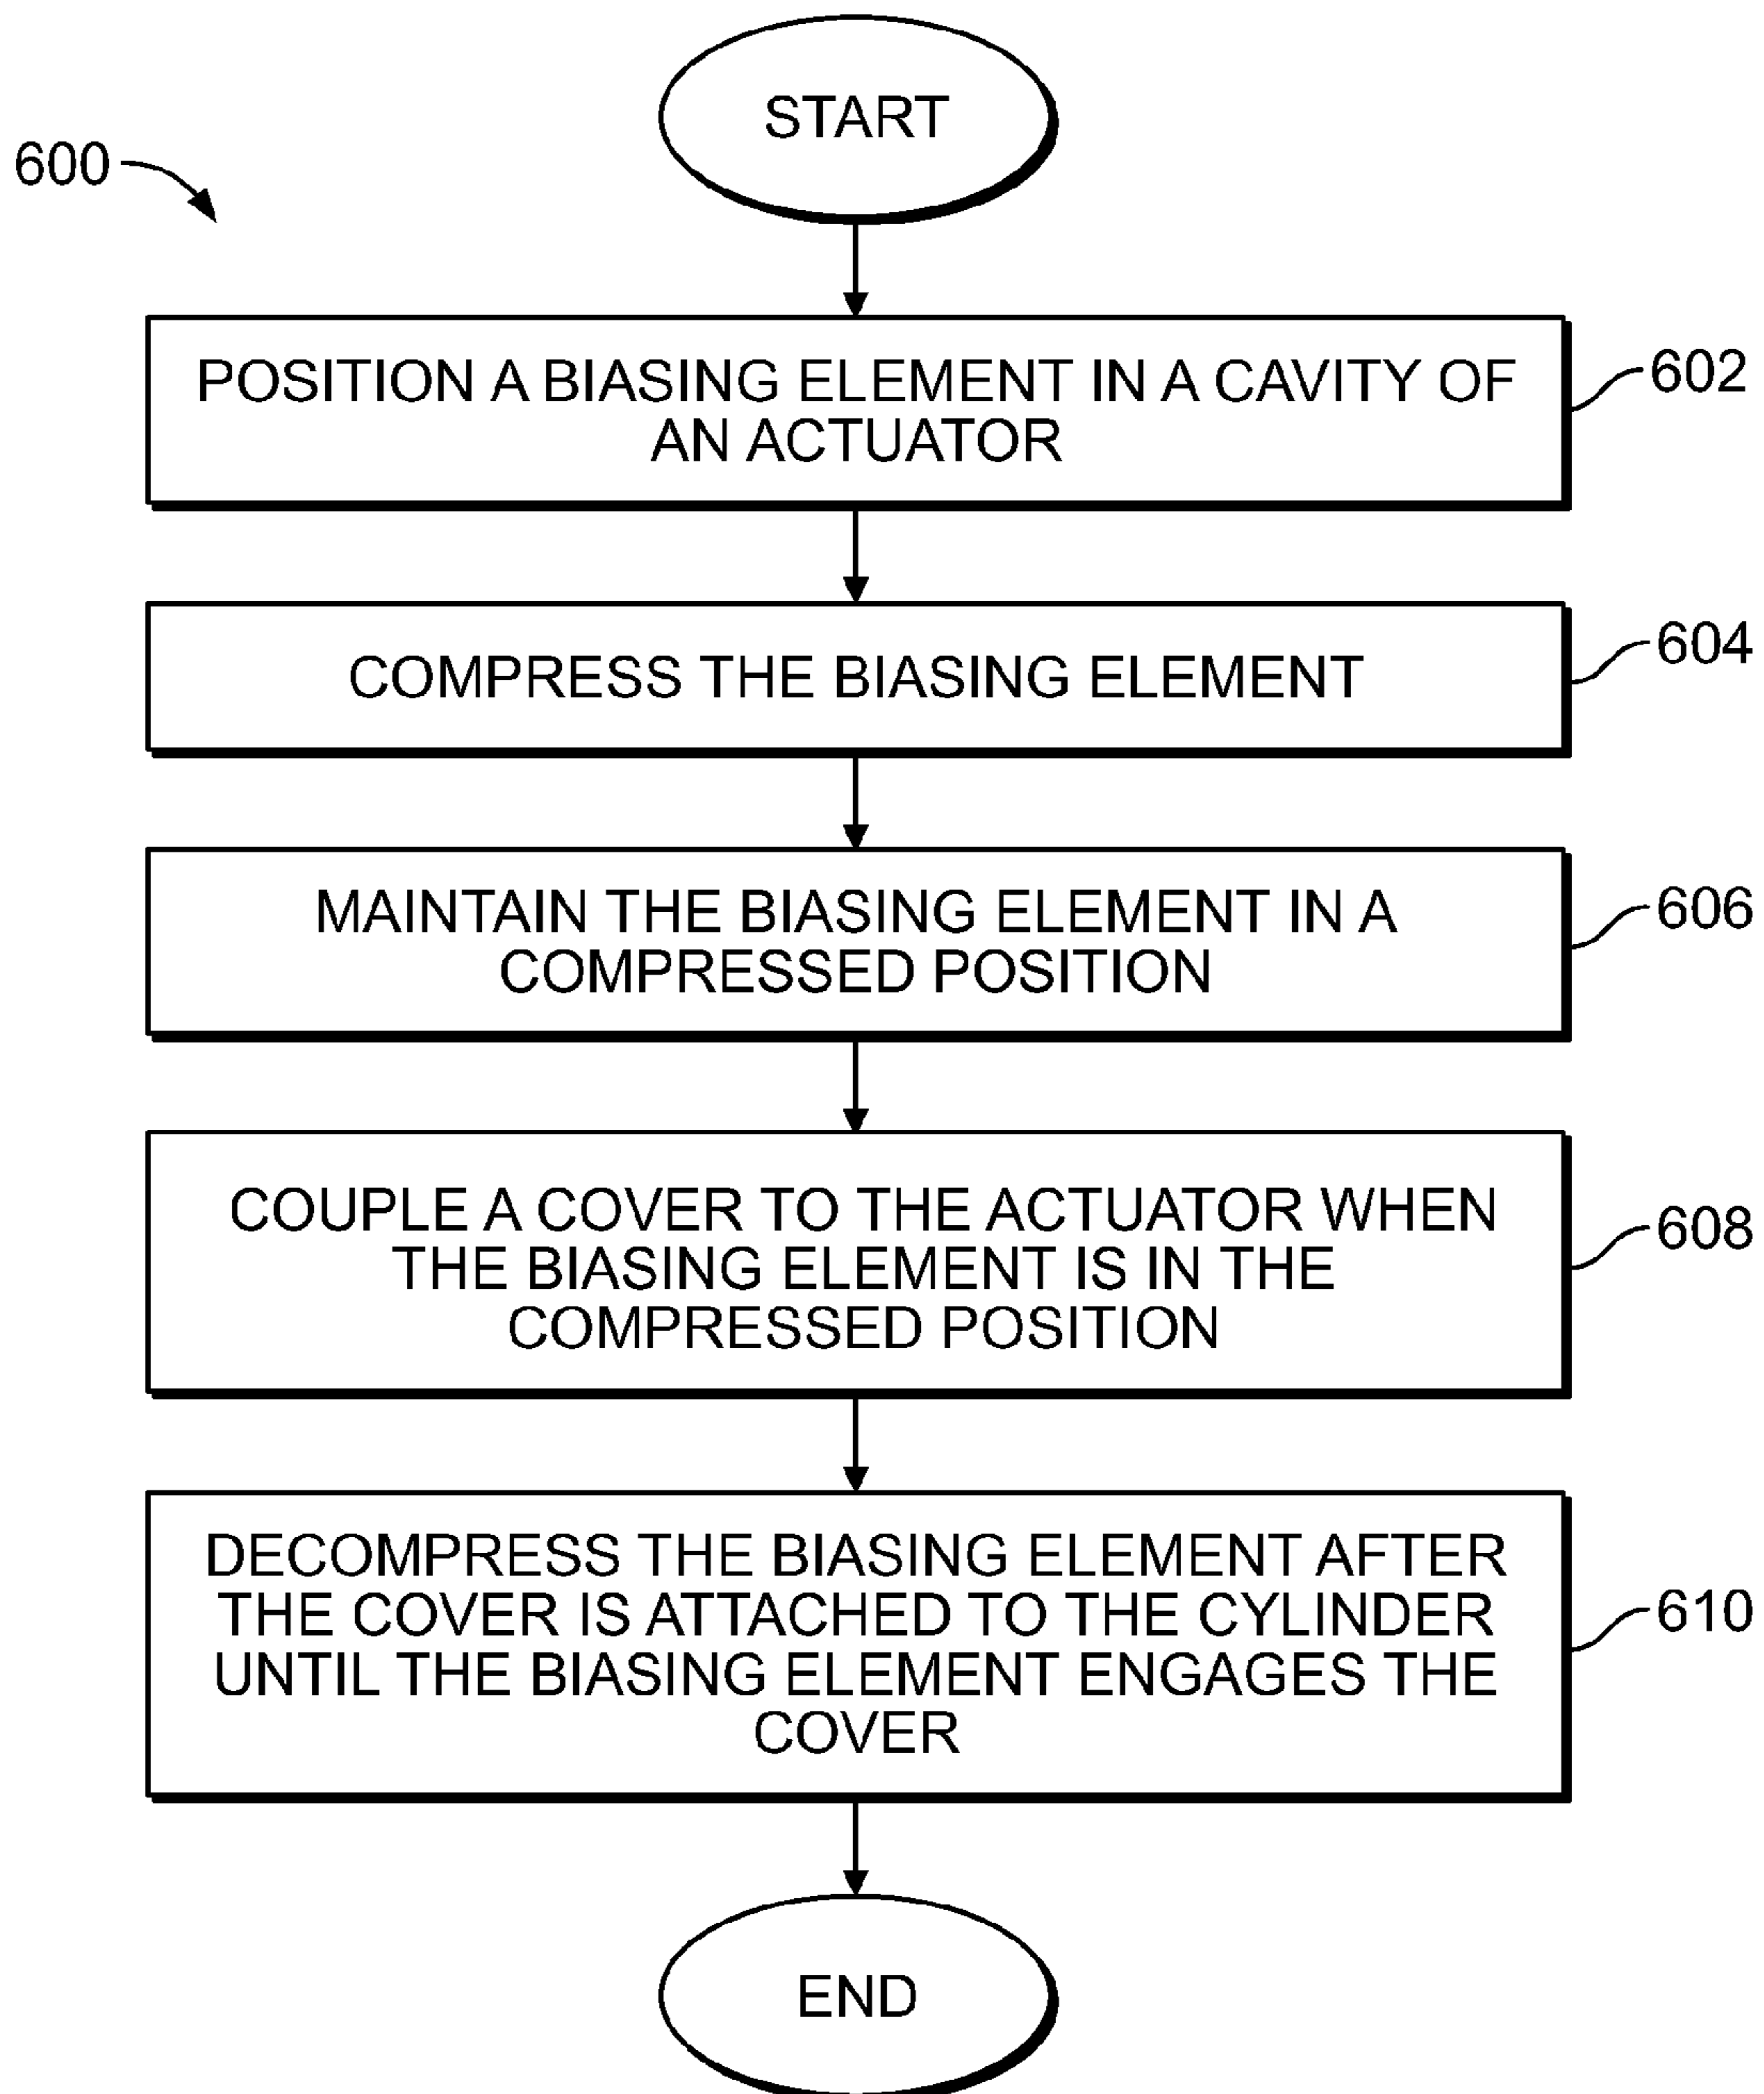 START
600
POSITION A BIASING ELEMENT IN A CAVITY OF
AN ACTUATOR
602
COMPRESS THE BIASING ELEMENT
604
MAINTAIN THE BIASING ELEMENT IN A
COMPRESSED POSITION
606
COUPLE A COVER TO THE ACTUATOR WHEN
THE BIASING ELEMENT IS IN THE
COMPRESSED POSITION
608
DECOMPRESS THE BIASING ELEMENT AFTER
THE COVER IS ATTACHED TO THE CYLINDER
UNTIL THE BIASING ELEMENT ENGAGES THE
COVER
610
END